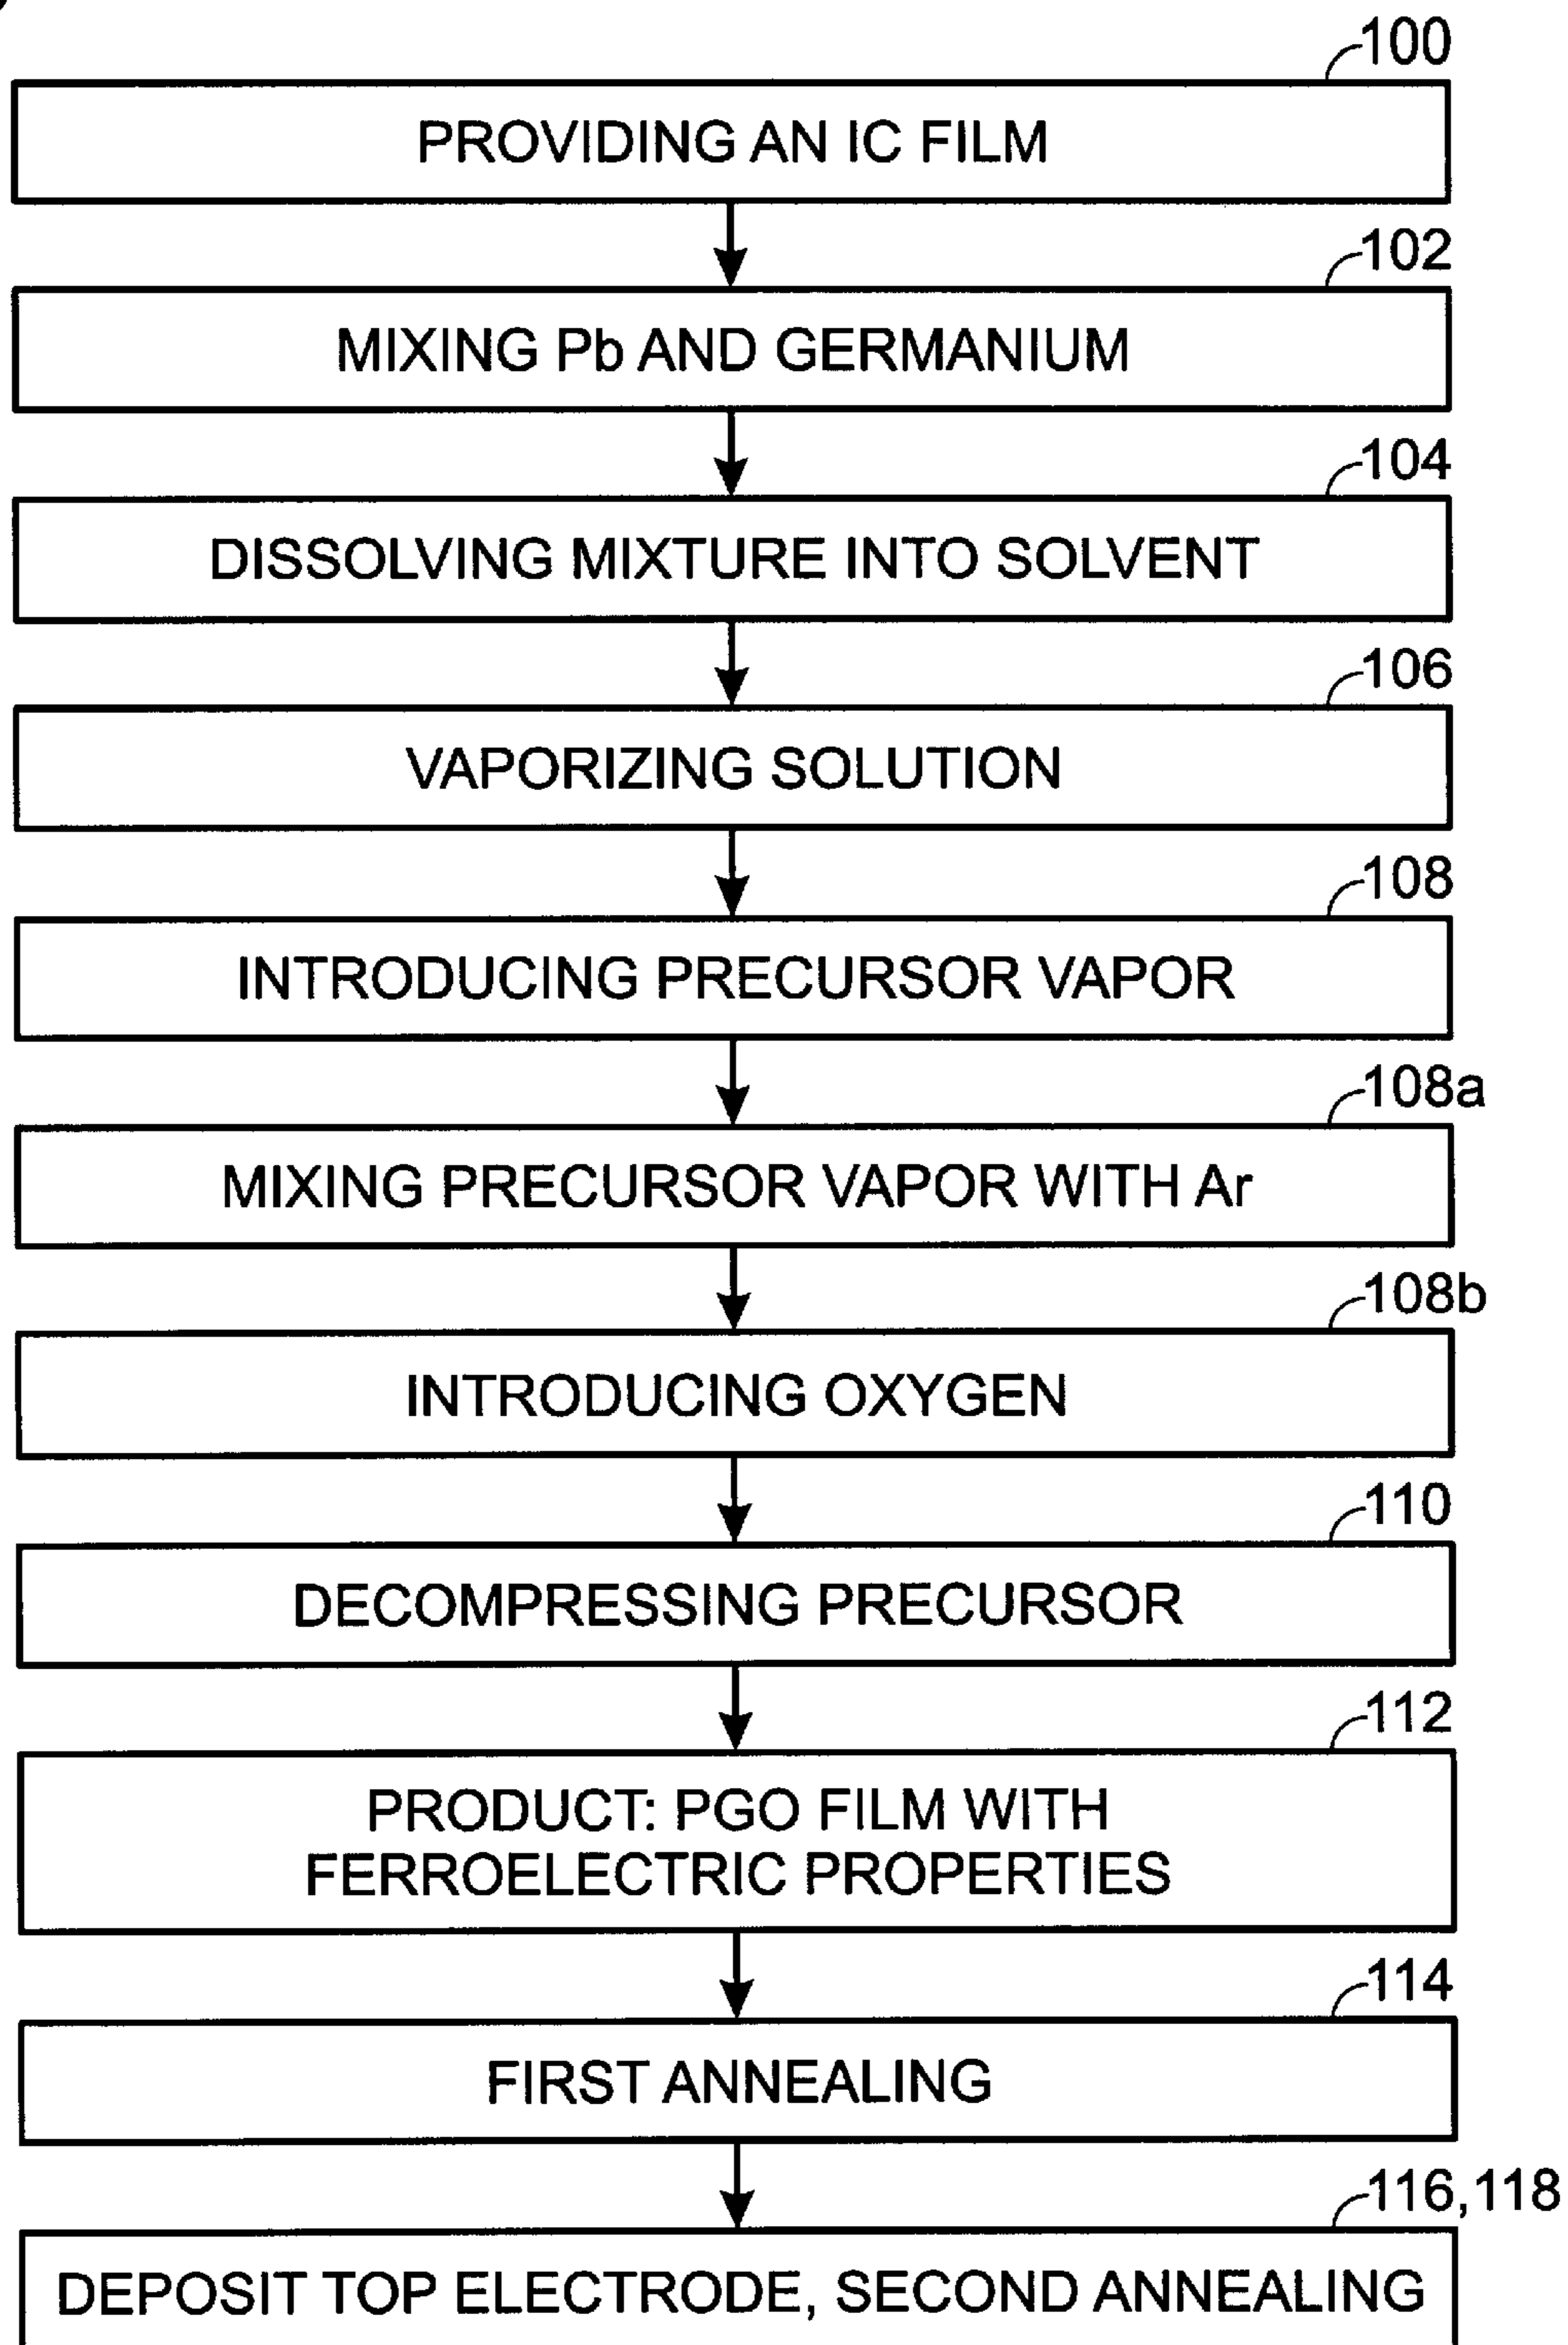 100
PROVIDING AN IC FILM
102
MIXING Pb AND GERMANIUM
104
DISSOLVING MIXTURE INTO SOLVENT
106
VAPORIZING SOLUTION
108
INTRODUCING PRECURSOR VAPOR
108a
MIXING PRECURSOR VAPOR WITH Ar
108b
INTRODUCING OXYGEN
110
DECOMPRESSING PRECURSOR
112
PRODUCT: PGO FILM WITH
FERROELECTRIC PROPERTIES
114
FIRST ANNEALING
116,118
DEPOSIT TOP ELECTRODE, SECOND ANNEALING